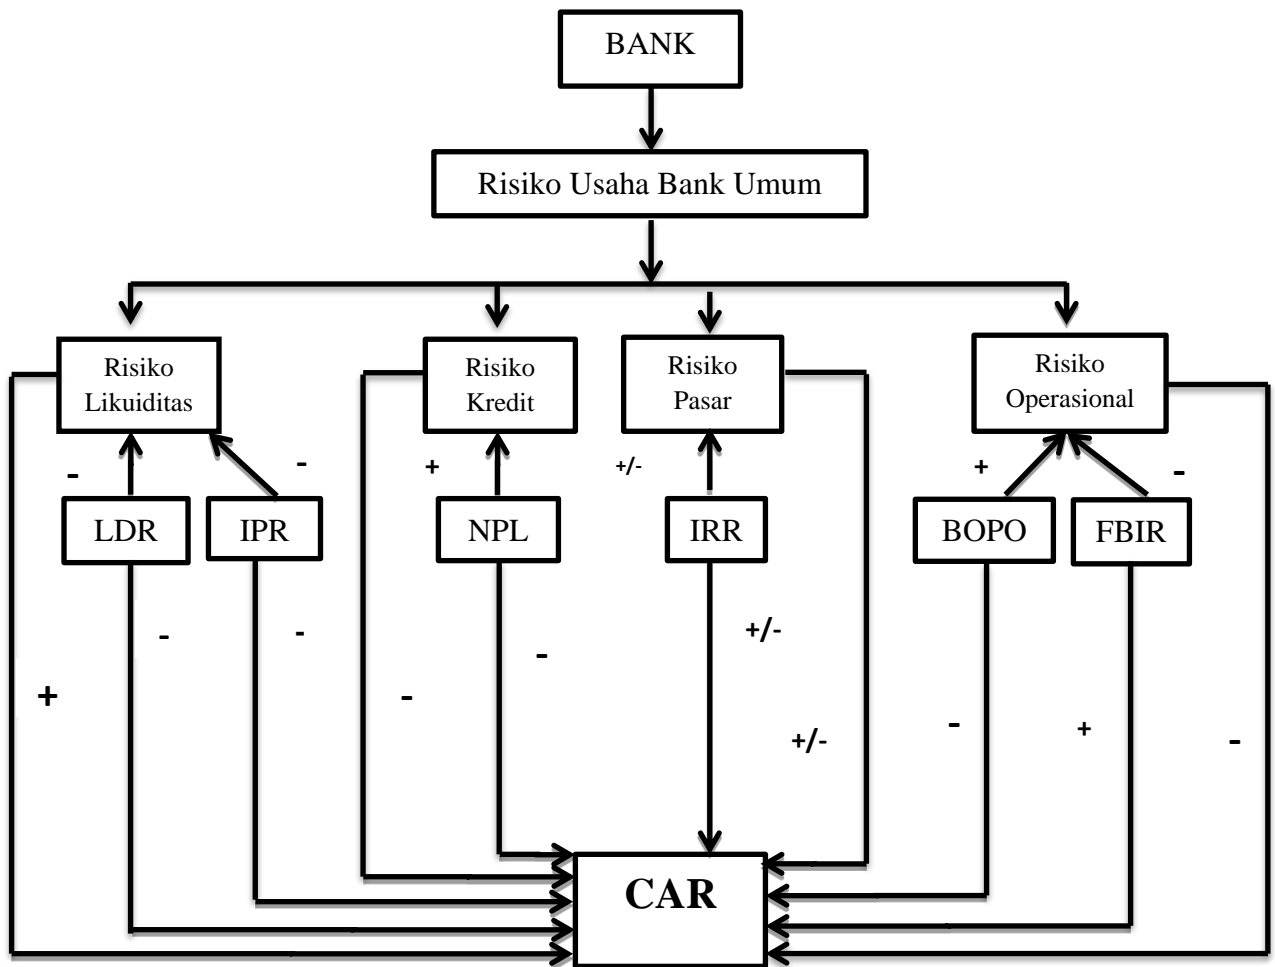 BANK
Risiko Usaha Bank Umum
Risiko
Likuiditas
Risiko
Kredit
Risiko
Pasar
Risiko
Operasional
-
-
+
+/-
+
-
LDR
IPR
NPL
IRR
BOPO
FBIR
-
-
-
+/-
+
-
+/-
-
+
-
CAR